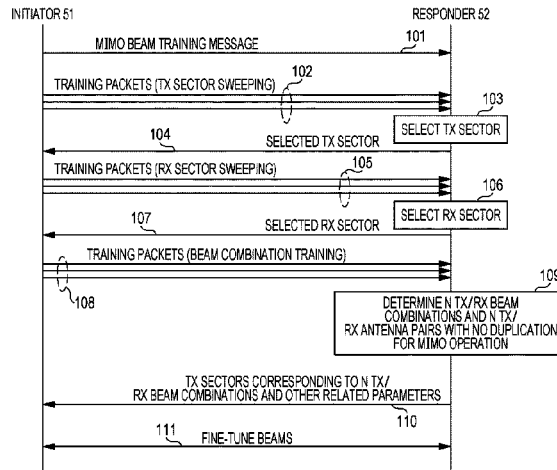 INITIATOR 51
RESPONDER 52
MIMO BEAM TRAINING MESSAGE
101
TRAINING PACKETS (TX SECTOR SWEEPING)
102
103
SELECT TX SECTOR
104
SELECTED TX SECTOR
TRAINING PACKETS (RX SECTOR SWEEPING)
105
106
SELECT RX SECTOR
107
SELECTED RX SECTOR
TRAINING PACKETS (BEAM COMBINATION TRAINING)
108
109
DETERMINE N TX/RX BEAM
COMBINATIONS AND N TX/
RX ANTENNA PAIRS WITH NO DUPLICATION
FOR MIMO OPERATION
TX SECTORS CORRESPONDING TO N TX/
RX BEAM COMBINATIONS AND OTHER RELATED PARAMETERS
110
111
FINE-TUNE BEAMS